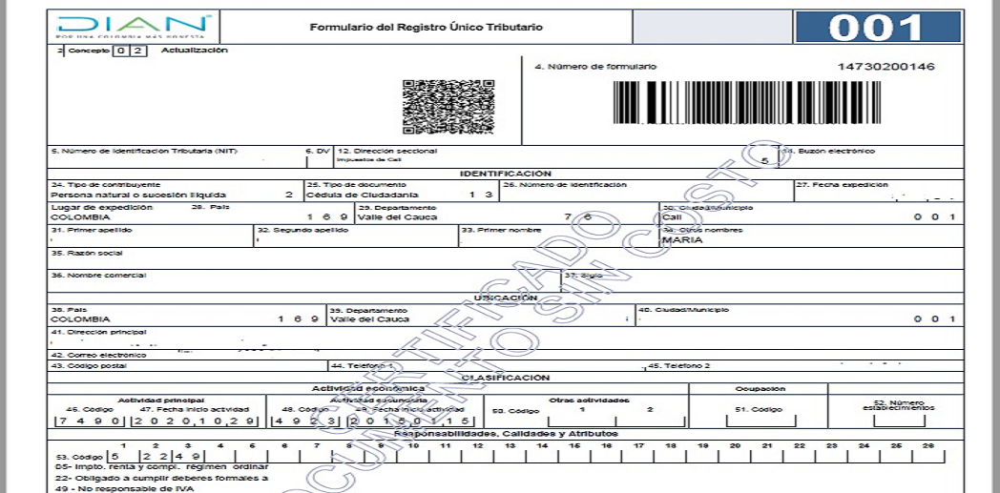 DIAN
POR UNA COLOMBIA MÁS HONESTA
Formulario del Registro Único Tributario
001
2. Concepto 0 2 Actualización
4. Número de formulario 14730200146
5. Número de Identificación Tributaria (NIT) 6. DV 12. Dirección seccional 14. Buzón electrónico
Impuestos de Cali 5
IDENTIFICACIÓN
24. Tipo de contribuyente 25. Tipo de documento 26. Número de Identificación 27. Fecha expedición
Persona natural o sucesión ilíquida 2 Cédula de Ciudadanía 1 3
Lugar de expedición 28. País 29. Departamento 30. Ciudad/Municipio
COLOMBIA 1 6 9 Valle del Cauca 7 6 Cali 0 0 1
31. Primer apellido 32. Segundo apellido 33. Primer nombre 34. Otros nombres
MARIA
35. Razón social
36. Nombre comercial 37. Sigla
UBICACIÓN
38. País 39. Departamento 40. Ciudad/Municipio
COLOMBIA 1 6 9 Valle del Cauca 0 0 1
41. Dirección principal
42. Correo electrónico
43. Código postal 44. Teléfono 1 45. Teléfono 2
CLASIFICACIÓN
Actividad económica Ocupación
Actividad principal Actividad secundaria Otras actividades 52. Número establecimientos
46. Código 47. Fecha inicio actividad 48. Código 49. Fecha inicio actividad 50. Código 1 2 51. Código
7 4 9 0 2 0 2 0 1 0 2 9 4 9 2 3 2 0 1 5 0 1 1 5
Responsabilidades, Calidades y Atributos
1 2 3 4 5 6 7 8 9 10 11 12 13 14 15 16 17 18 19 20 21 22 23 24 25 26
53. Código 5 2 2 4 9
05- Impto. renta y compl. régimen ordinar
22- Obligado a cumplir deberes formales a
49 - No responsable de IVA
CERTIFICADO
DOCUMENTO SIN COSTO